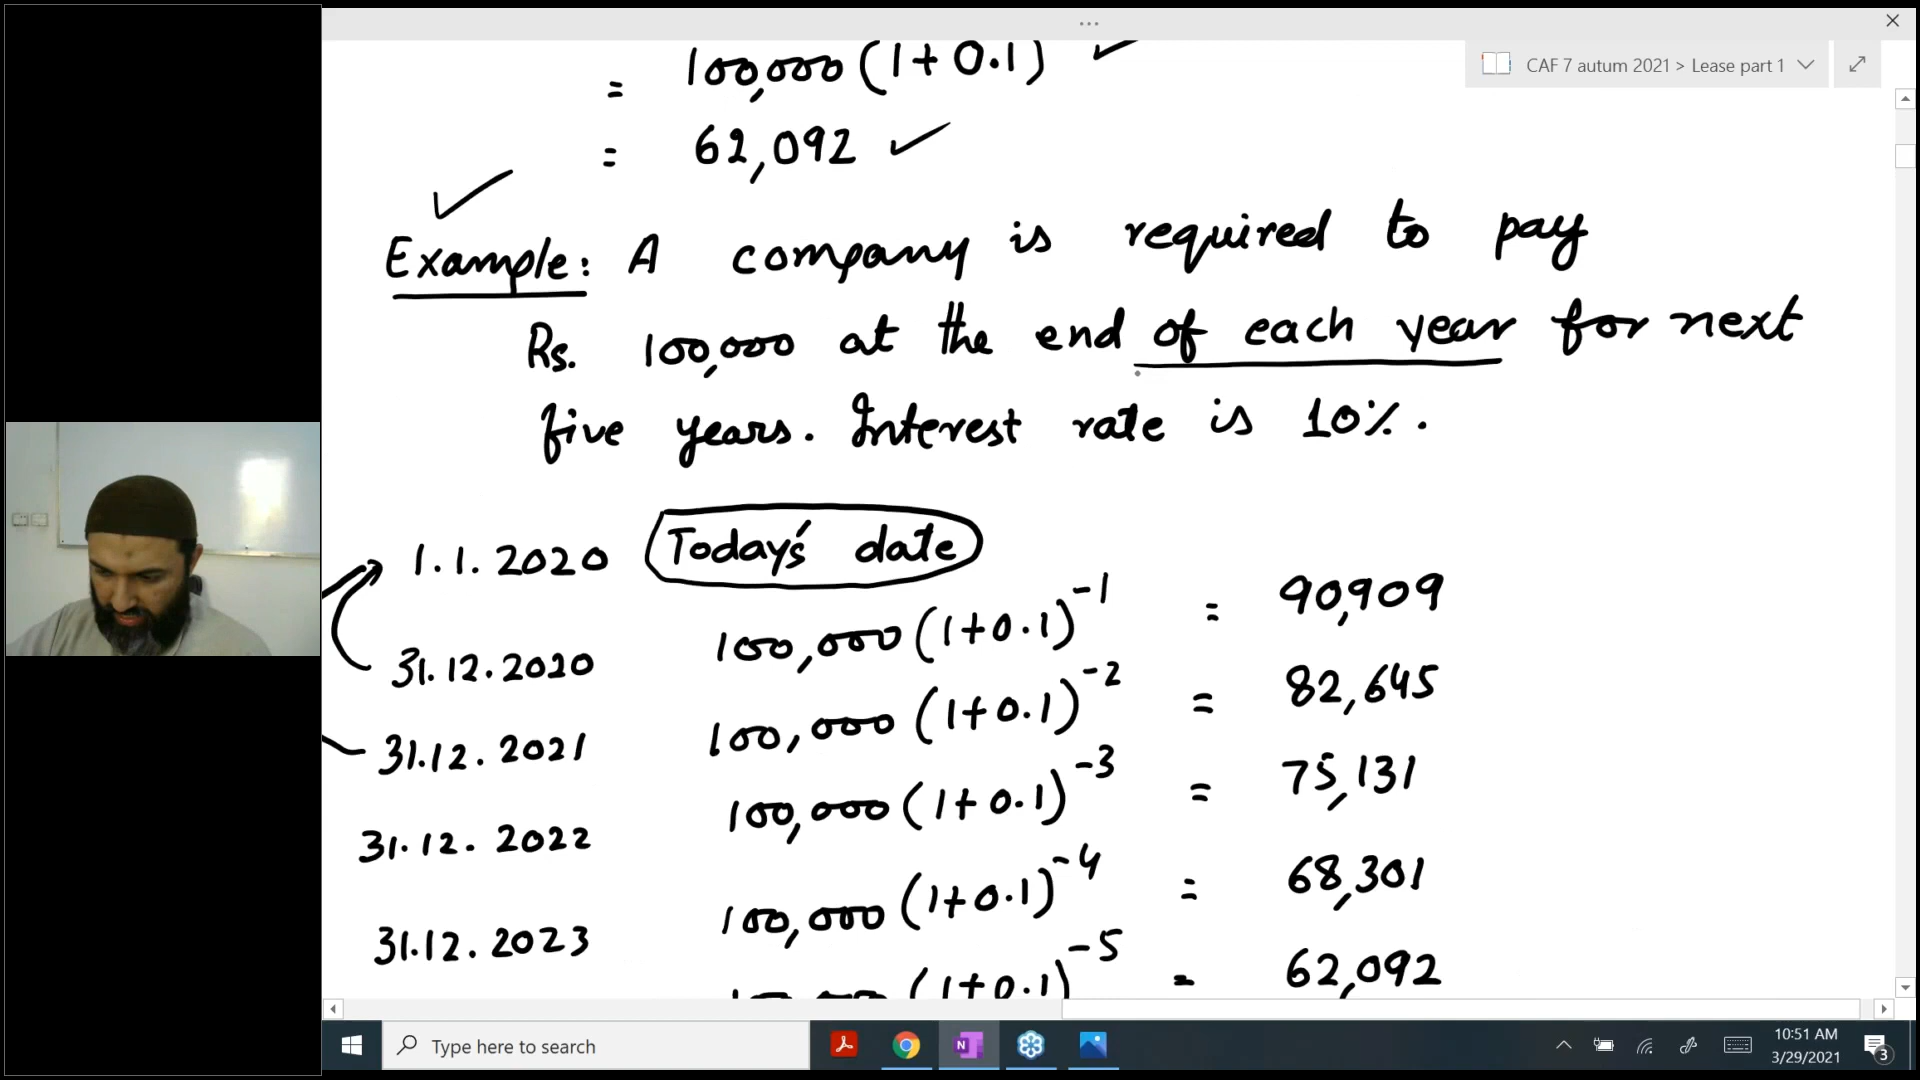 ...
CAF 7 autum 2021 > Lease part 1
= 100,000 (1+0.1)
= 62,092
Example: A company is required to pay
Rs. 100,000 at the end of each year for next
five years. Interest rate is 10%.
1.1.2020 Today's date
31.12.2020 100,000 (1+0.1)⁻¹ = 90,909
31.12.2021 100,000 (1+0.1)⁻² = 82,645
31.12.2022 100,000 (1+0.1)⁻³ = 75,131
31.12.2023 100,000 (1+0.1)⁻⁴ = 68,301
100,000 (1+0.1)⁻⁵ = 62,092
Type here to search
10:51 AM
3/29/2021
3